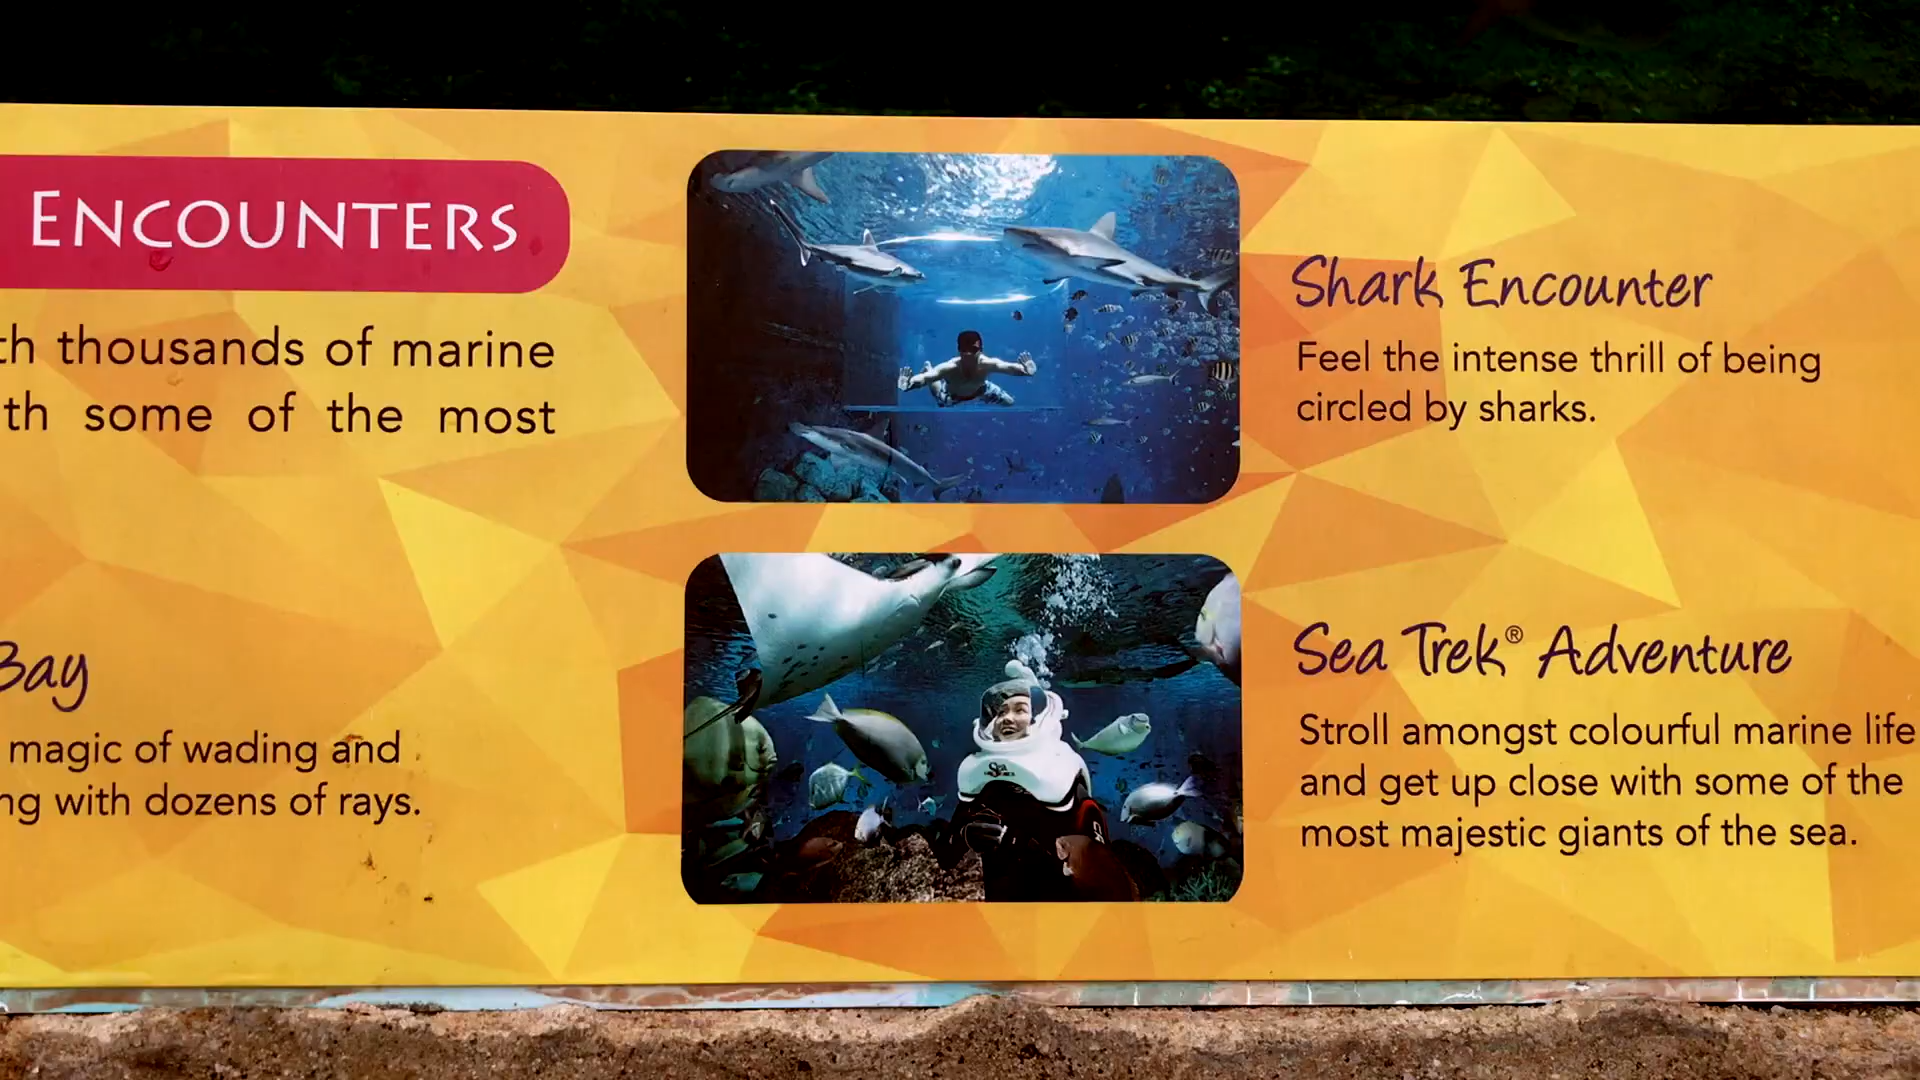 ENCOUNTERS
th thousands of marine
th some of the most
Bay
magic of wading and
ng with dozens of rays.
Shark Encounter
Feel the intense thrill of being
circled by sharks.
Sea Trek® Adventure
Stroll amongst colourful marine life
and get up close with some of the
most majestic giants of the sea.
Sea